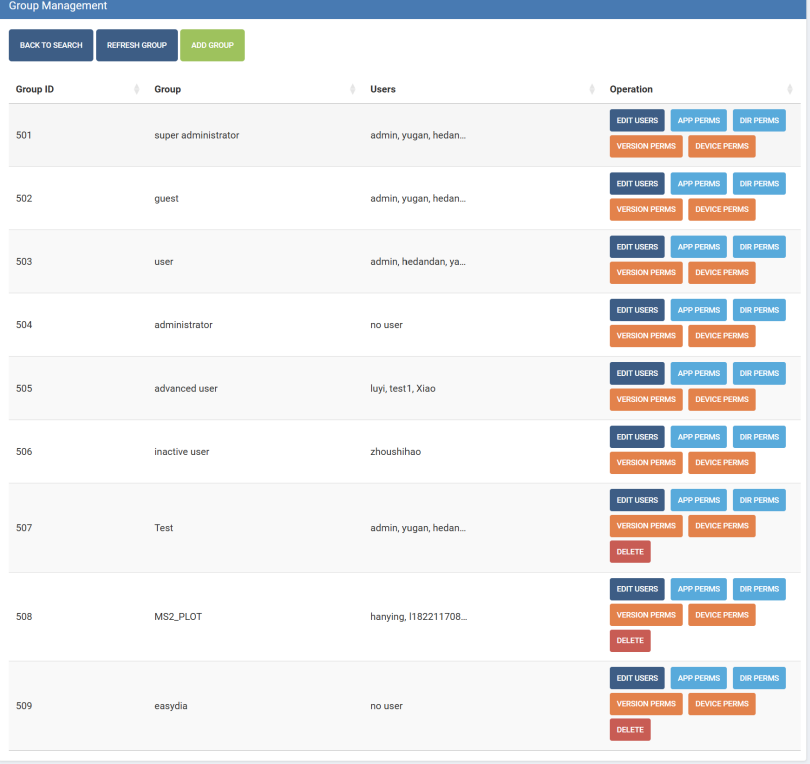 Group Management
BACK TO SEARCH REFRESH GROUP ADD GROUP
Group ID Group Users Operation
501 super administrator admin, yugan, hedan...
EDIT USERS APP PERMS DIR PERMS
VERSION PERMS DEVICE PERMS
502 guest admin, yugan, hedan...
EDIT USERS APP PERMS DIR PERMS
VERSION PERMS DEVICE PERMS
503 user admin, hedandan, ya...
EDIT USERS APP PERMS DIR PERMS
VERSION PERMS DEVICE PERMS
504 administrator no user
EDIT USERS APP PERMS DIR PERMS
VERSION PERMS DEVICE PERMS
505 advanced user luyi, test1, Xiao
EDIT USERS APP PERMS DIR PERMS
VERSION PERMS DEVICE PERMS
506 inactive user zhoushihao
EDIT USERS APP PERMS DIR PERMS
VERSION PERMS DEVICE PERMS
507 Test admin, yugan, hedan...
EDIT USERS APP PERMS DIR PERMS
VERSION PERMS DEVICE PERMS
DELETE
508 MS2_PLOT hanying, l182211708...
EDIT USERS APP PERMS DIR PERMS
VERSION PERMS DEVICE PERMS
DELETE
509 easydia no user
EDIT USERS APP PERMS DIR PERMS
VERSION PERMS DEVICE PERMS
DELETE